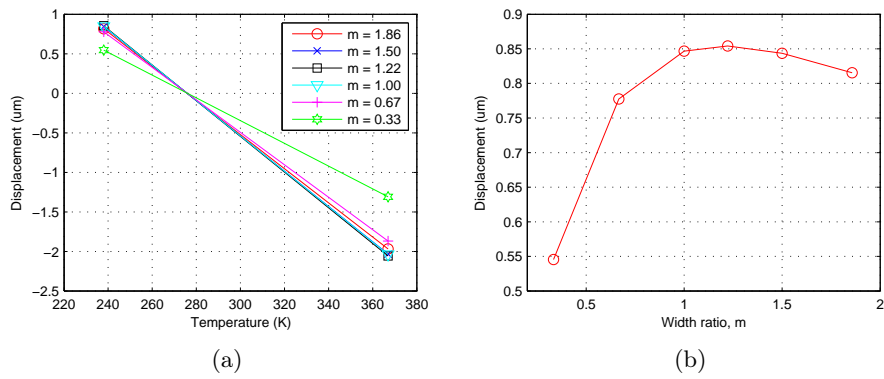 1
0.5
0
−0.5
−1
−1.5
−2
−2.5
Displacement (um)
220 240 260 280 300 320 340 360 380
Temperature (K)
m = 1.86
m = 1.50
m = 1.22
m = 1.00
m = 0.67
m = 0.33
(a)
0.9
0.85
0.8
0.75
0.7
0.65
0.6
0.55
0.5
Displacement (um)
0.5 1 1.5 2
Width ratio, m
(b)